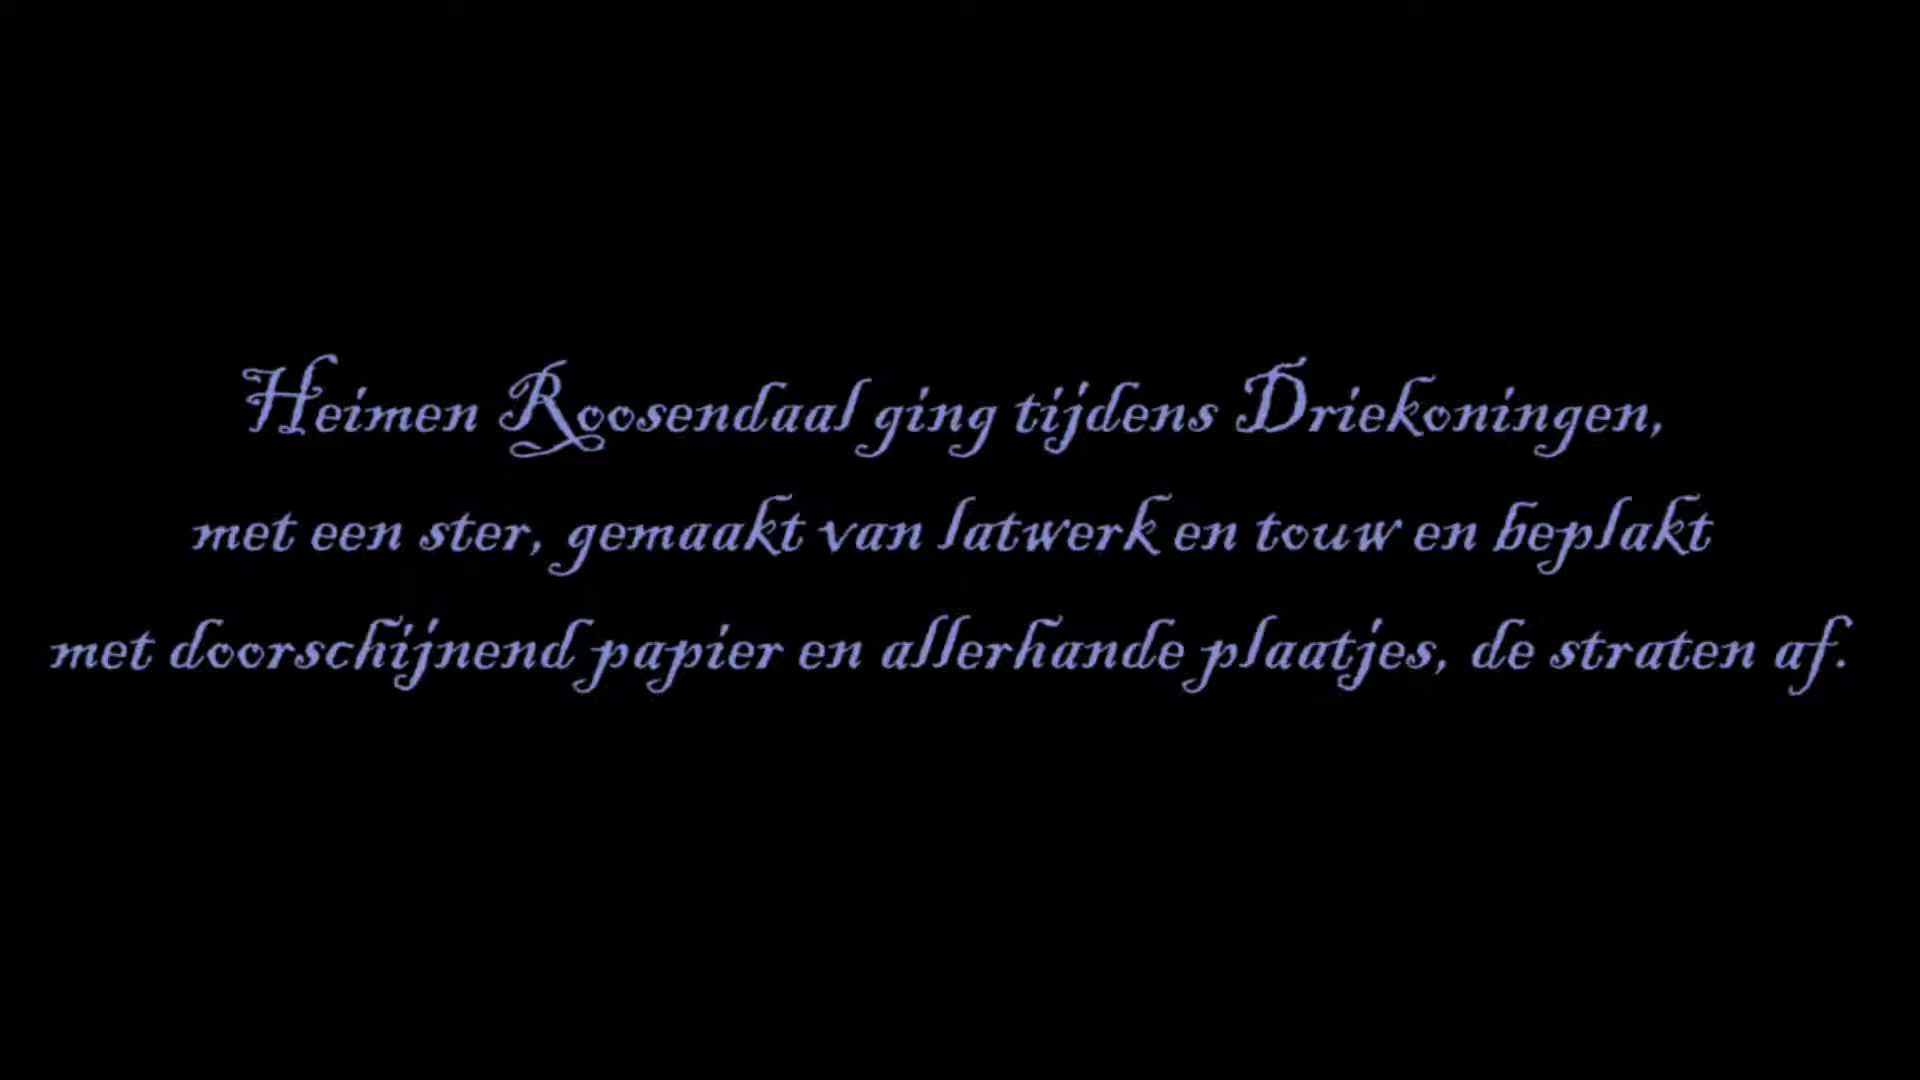 Heimen Roosendaal ging tijdens Driekoningen,
met een ster, gemaakt van latwerk en touw en beplakt
met doorschijnend papier en allerhande plaatjes, de straten af.